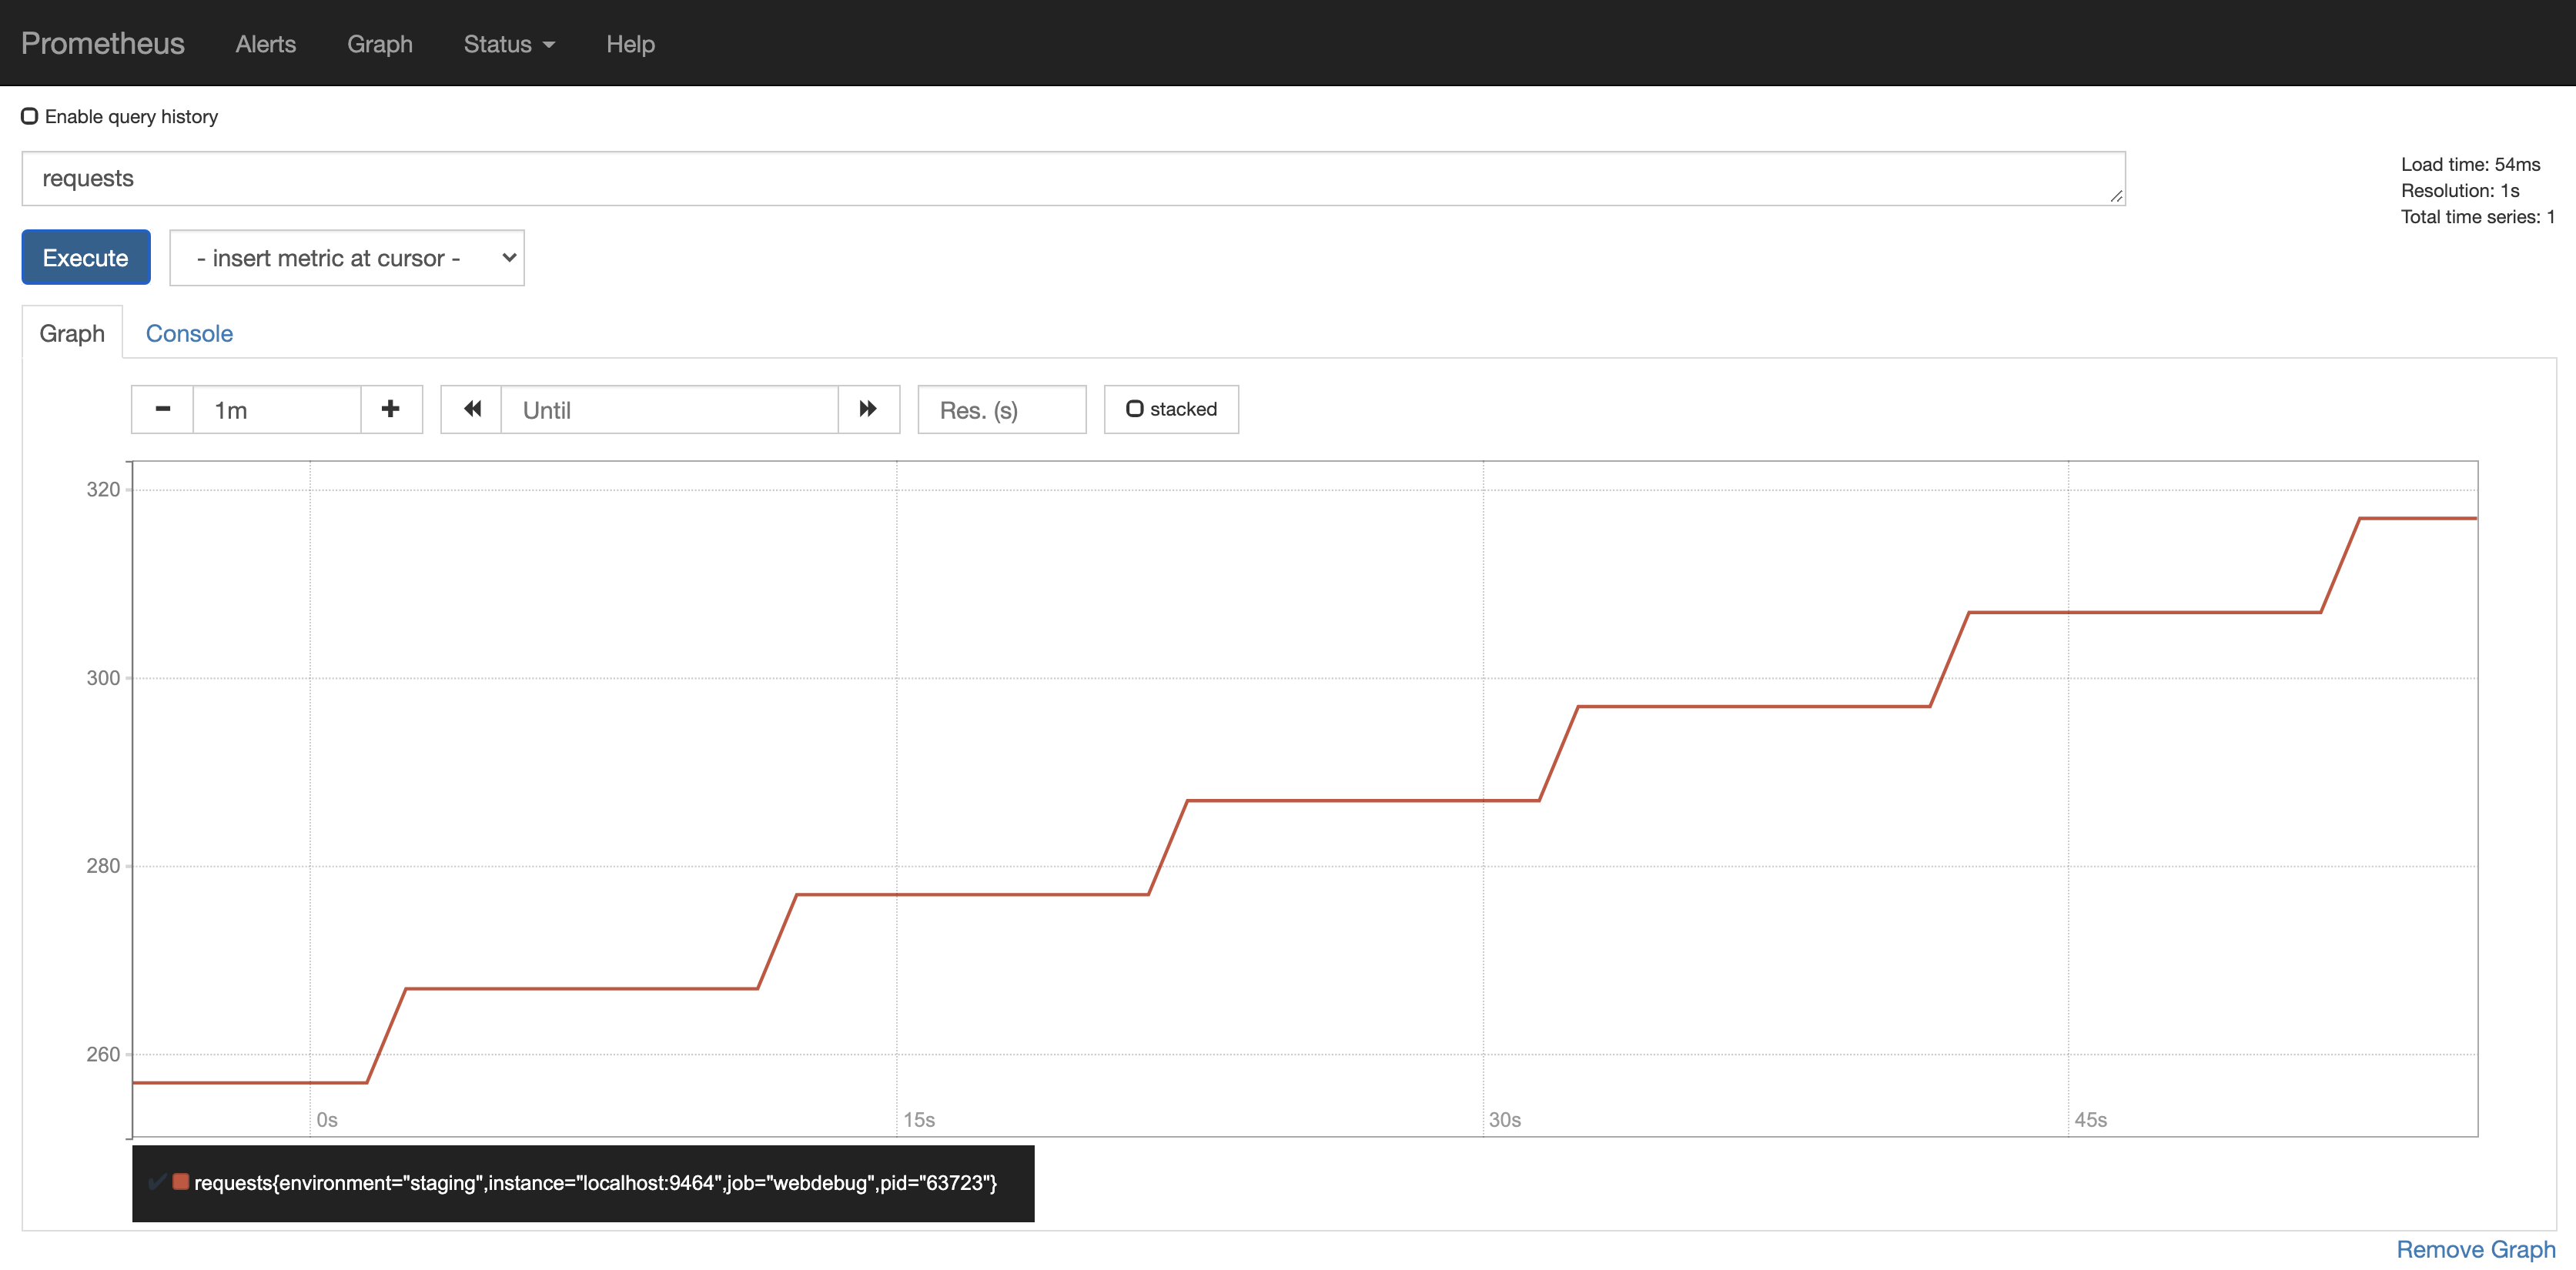 Prometheus Alerts Graph Status Help
Enable query history
requests
Load time: 54ms
Resolution: 1s
Total time series: 1
Execute - insert metric at cursor -
Graph Console
1m Until Res. (s) stacked
320
300
280
260
0s 15s 30s 45s
requests{environment="staging",instance="localhost:9464",job="webdebug",pid="63723"}
Remove Graph